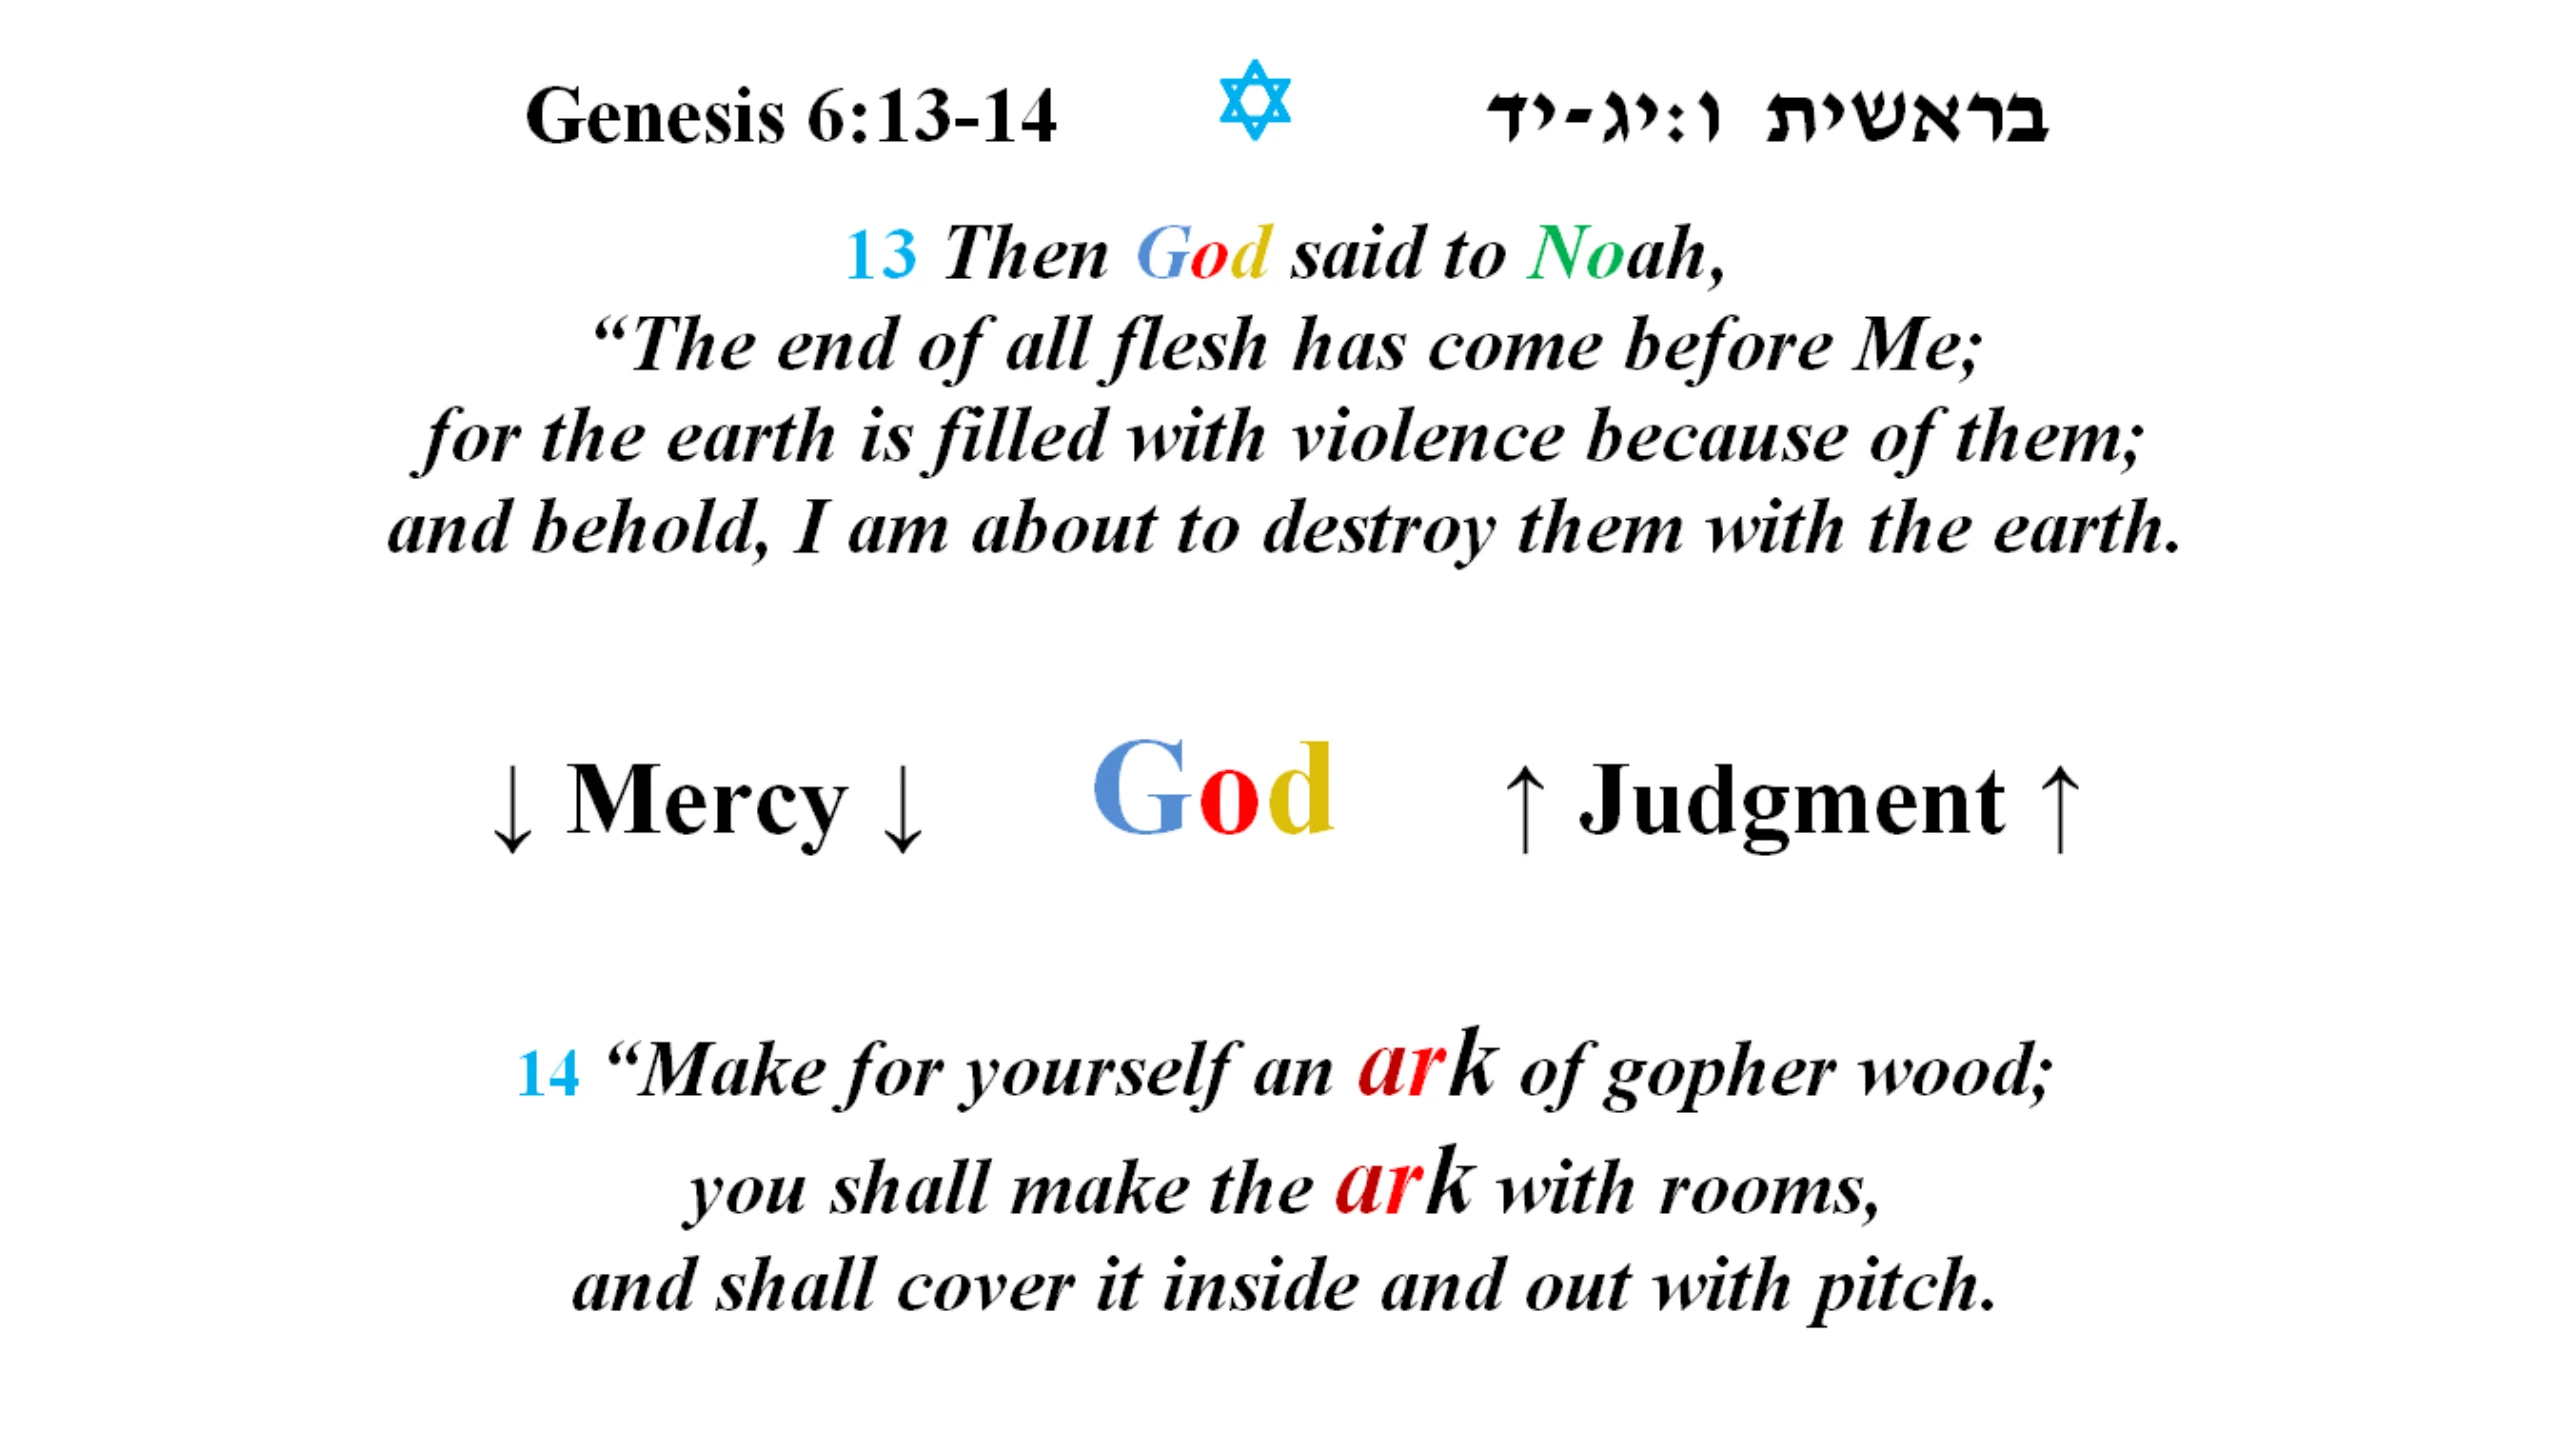 Genesis 6:13-14 ✡ בראשית ו:יג-יד
13 Then God said to Noah,
“The end of all flesh has come before Me;
for the earth is filled with violence because of them;
and behold, I am about to destroy them with the earth.
↓ Mercy ↓ God ↑ Judgment ↑
14 “Make for yourself an ark of gopher wood;
you shall make the ark with rooms,
and shall cover it inside and out with pitch.